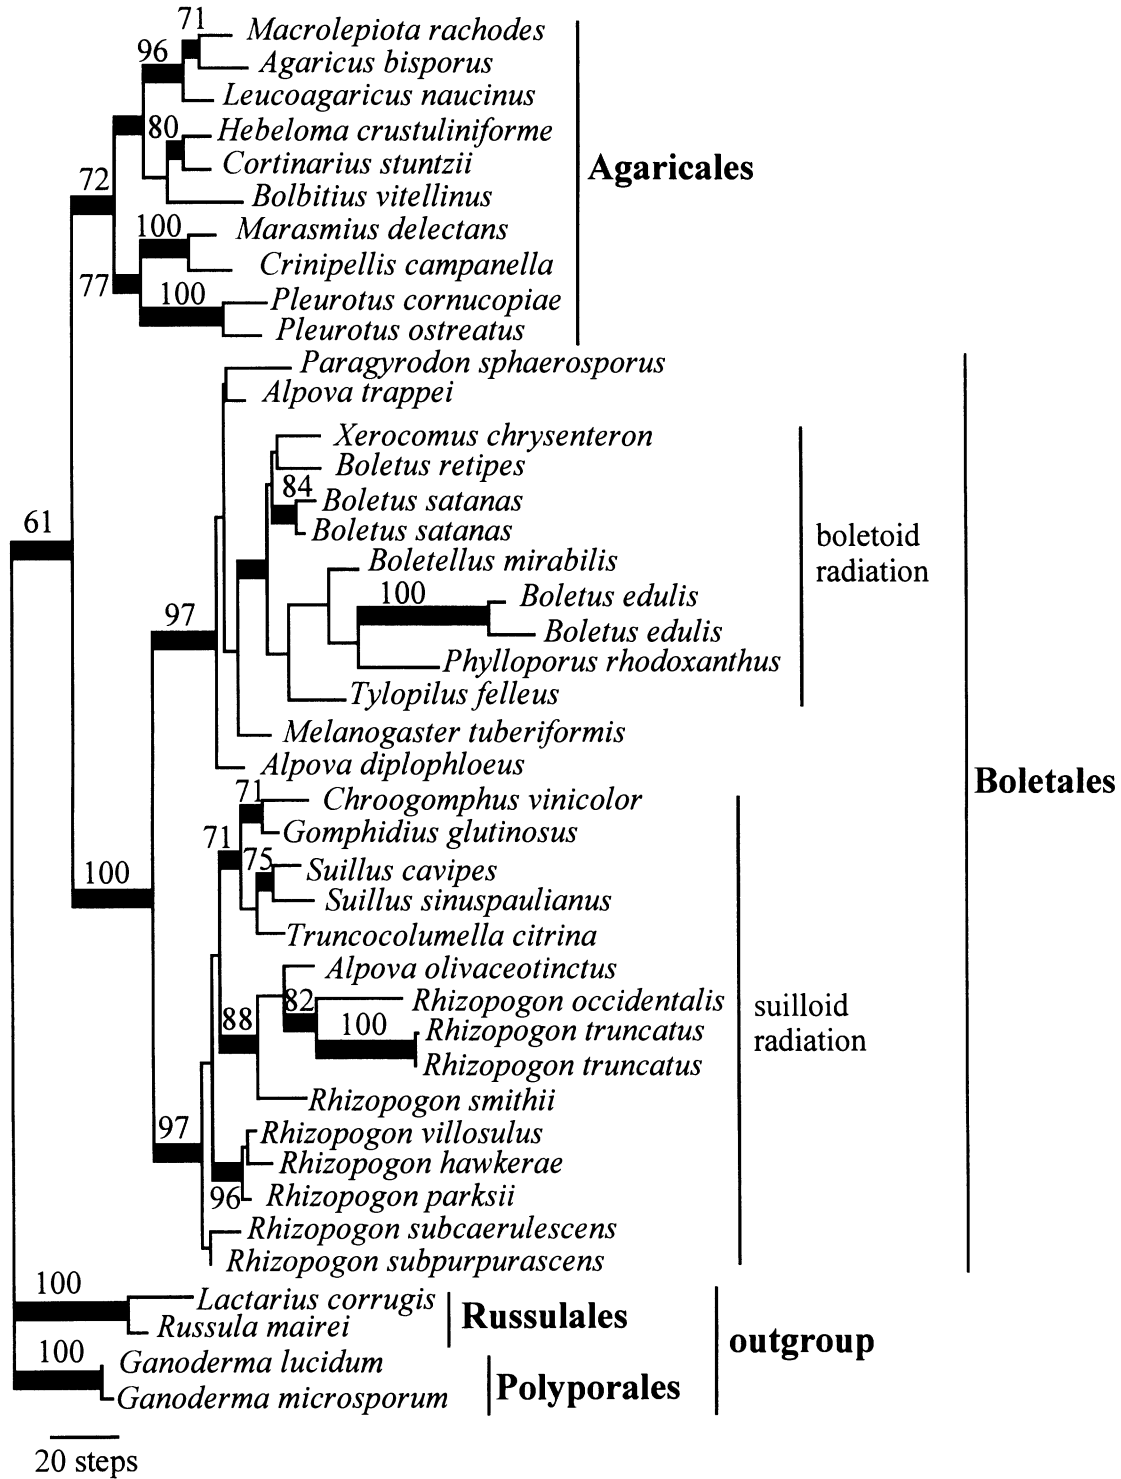 71
Macrolepiota rachodes
96
Agaricus bisporus
Leucoagaricus naucinus
80
Hebeloma crustuliniforme
Cortinarius stuntzii
Agaricales
72
Bolbitius vitellinus
100
Marasmius delectans
Crinipellis campanella
77
100
Pleurotus cornucopiae
Pleurotus ostreatus
Paragyrodon sphaerosporus
Alpova trappei
Xerocomus chrysenteron
Boletus retipes
84
Boletus satanas
Boletus satanas
61
boletoid
radiation
Boletellus mirabilis
100
Boletus edulis
97
Boletus edulis
Phylloporus rhodoxanthus
Tylopilus felleus
Melanogaster tuberiformis
Alpova diplophloeus
Boletales
71
Chroogomphus vinicolor
71
Gomphidius glutinosus
75
Suillus cavipes
100
Suillus sinuspaulianus
Truncocolumella citrina
Alpova olivaceotinctus
82
Rhizopogon occidentalis
suilloid
radiation
88
100
Rhizopogon truncatus
Rhizopogon truncatus
Rhizopogon smithii
97
Rhizopogon villosulus
Rhizopogon hawkerae
96
Rhizopogon parksii
Rhizopogon subcaerulescens
Rhizopogon subpurpurascens
100
Lactarius corrugis
Russulales
Russula mairei
outgroup
100
Ganoderma lucidum
Polyporales
Ganoderma microsporum
20 steps